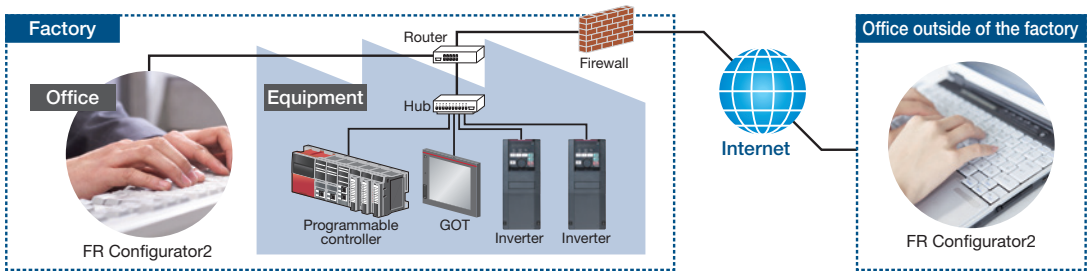 Factory
Office
FR Configurator2
Equipment
Router
Hub
Programmable
controller
GOT
Inverter
Inverter
Firewall
Internet
Office outside of the factory
FR Configurator2